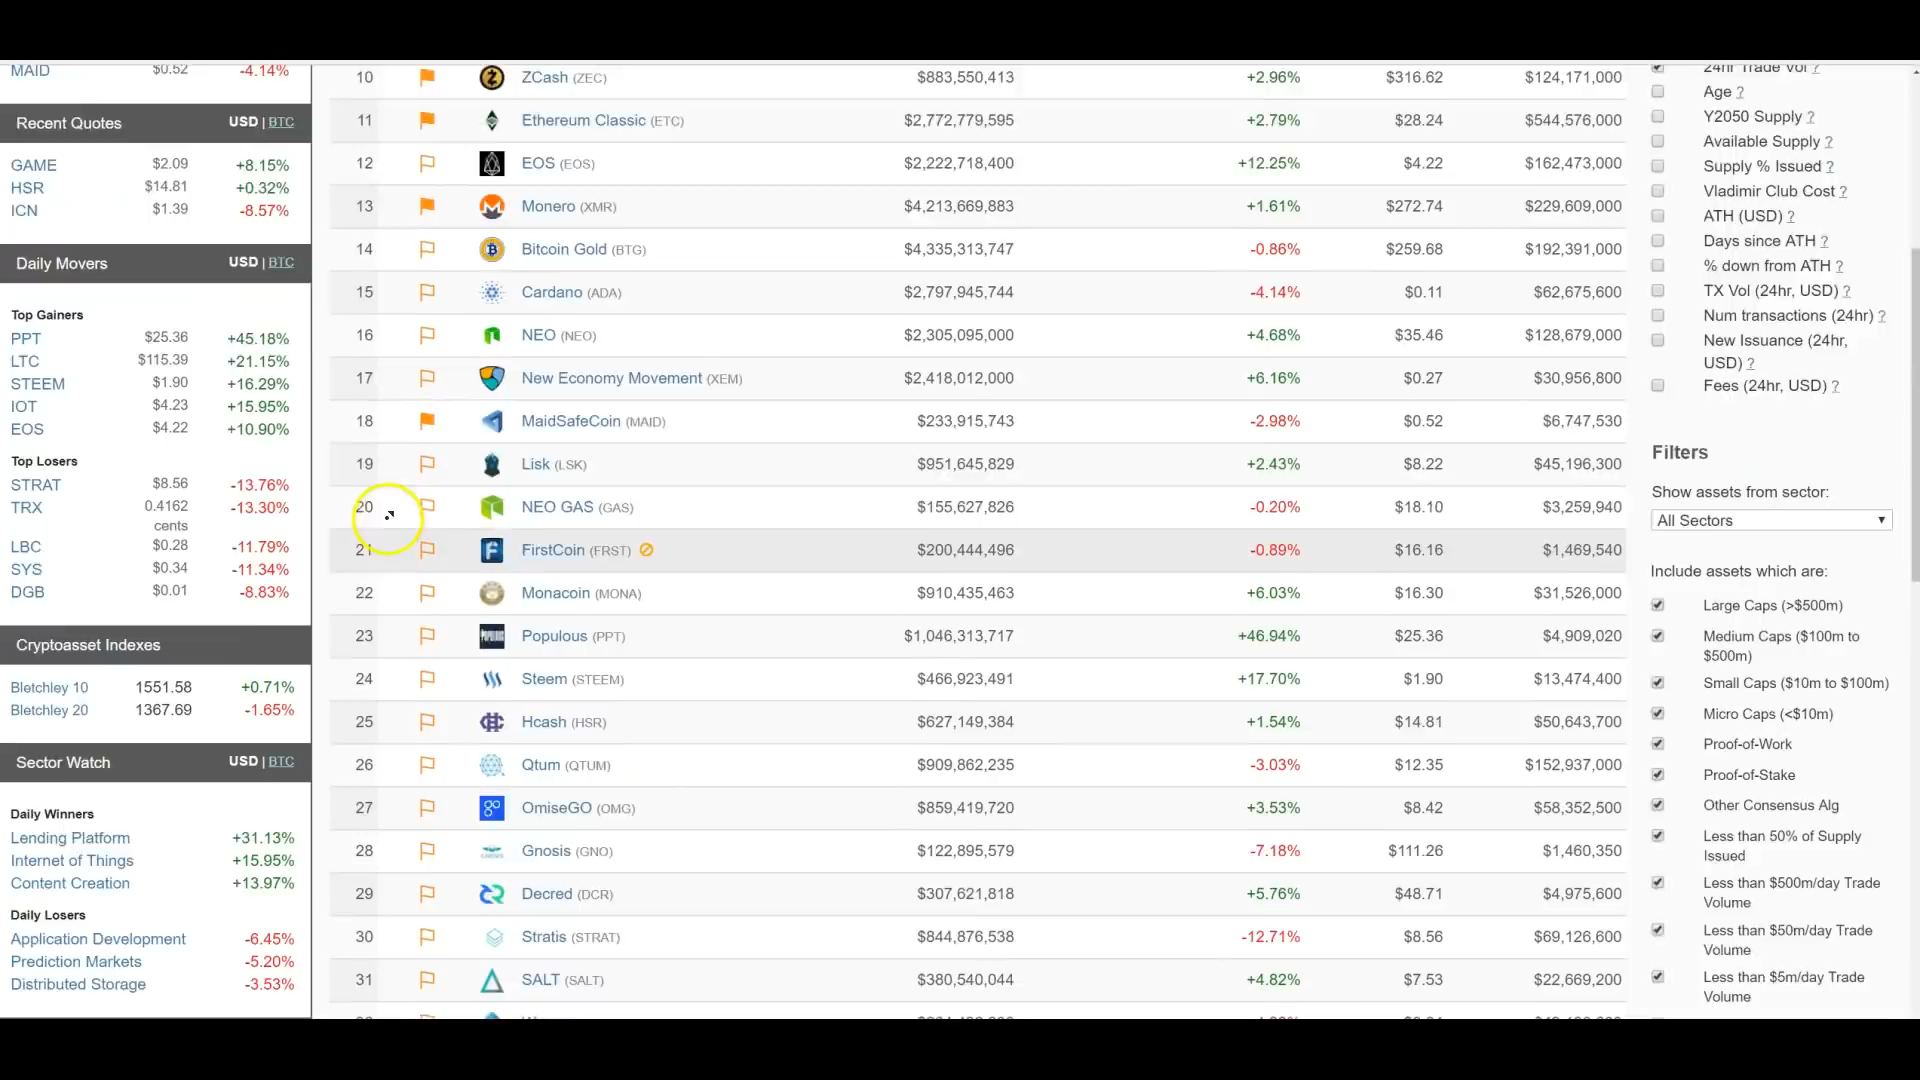 MAID $0.52 -4.14%
Recent Quotes USD | BTC
GAME $2.09 +8.15%
HSR $14.81 +0.32%
ICN $1.39 -8.57%
Daily Movers USD | BTC
Top Gainers
PPT $25.36 +45.18%
LTC $115.39 +21.15%
STEEM $1.90 +16.29%
IOT $4.23 +15.95%
EOS $4.22 +10.90%
Top Losers
STRAT $8.56 -13.76%
TRX 0.4162 -13.30%
cents
LBC $0.28 -11.79%
SYS $0.34 -11.34%
DGB $0.01 -8.83%
Cryptoasset Indexes
Bletchley 10 1551.58 +0.71%
Bletchley 20 1367.69 -1.65%
Sector Watch USD | BTC
Daily Winners
Lending Platform +31.13%
Internet of Things +15.95%
Content Creation +13.97%
Daily Losers
Application Development -6.45%
Prediction Markets -5.20%
Distributed Storage -3.53%
10 ZCash (ZEC) $883,550,413 +2.96% $316.62 $124,171,000
11 Ethereum Classic (ETC) $2,772,779,595 +2.79% $28.24 $544,576,000
12 EOS (EOS) $2,222,718,400 +12.25% $4.22 $162,473,000
13 Monero (XMR) $4,213,669,883 +1.61% $272.74 $229,609,000
14 Bitcoin Gold (BTG) $4,335,313,747 -0.86% $259.68 $192,391,000
15 Cardano (ADA) $2,797,945,744 -4.14% $0.11 $62,675,600
16 NEO (NEO) $2,305,095,000 +4.68% $35.46 $128,679,000
17 New Economy Movement (XEM) $2,418,012,000 +6.16% $0.27 $30,956,800
18 MaidSafeCoin (MAID) $233,915,743 -2.98% $0.52 $6,747,530
19 Lisk (LSK) $951,645,829 +2.43% $8.22 $45,196,300
20 NEO GAS (GAS) $155,627,826 -0.20% $18.10 $3,259,940
21 FirstCoin (FRST) $200,444,496 -0.89% $16.16 $1,469,540
22 Monacoin (MONA) $910,435,463 +6.03% $16.30 $31,526,000
23 Populous (PPT) $1,046,313,717 +46.94% $25.36 $4,909,020
24 Steem (STEEM) $466,923,491 +17.70% $1.90 $13,474,400
25 Hcash (HSR) $627,149,384 +1.54% $14.81 $50,643,700
26 Qtum (QTUM) $909,862,235 -3.03% $12.35 $152,937,000
27 OmiseGO (OMG) $859,419,720 +3.53% $8.42 $58,352,500
28 Gnosis (GNO) $122,895,579 -7.18% $111.26 $1,460,350
29 Decred (DCR) $307,621,818 +5.76% $48.71 $4,975,600
30 Stratis (STRAT) $844,876,538 -12.71% $8.56 $69,126,600
31 SALT (SALT) $380,540,044 +4.82% $7.53 $22,669,200
24hr Trade Vol ?
Age ?
Y2050 Supply ?
Available Supply ?
Supply % Issued ?
Vladimir Club Cost ?
ATH (USD) ?
Days since ATH ?
% down from ATH ?
TX Vol (24hr, USD) ?
Num transactions (24hr) ?
New Issuance (24hr,
USD) ?
Fees (24hr, USD) ?
Filters
Show assets from sector:
All Sectors
Include assets which are:
Large Caps (>$500m)
Medium Caps ($100m to
$500m)
Small Caps ($10m to $100m)
Micro Caps (<$10m)
Proof-of-Work
Proof-of-Stake
Other Consensus Alg
Less than 50% of Supply
Issued
Less than $500m/day Trade
Volume
Less than $50m/day Trade
Volume
Less than $5m/day Trade
Volume